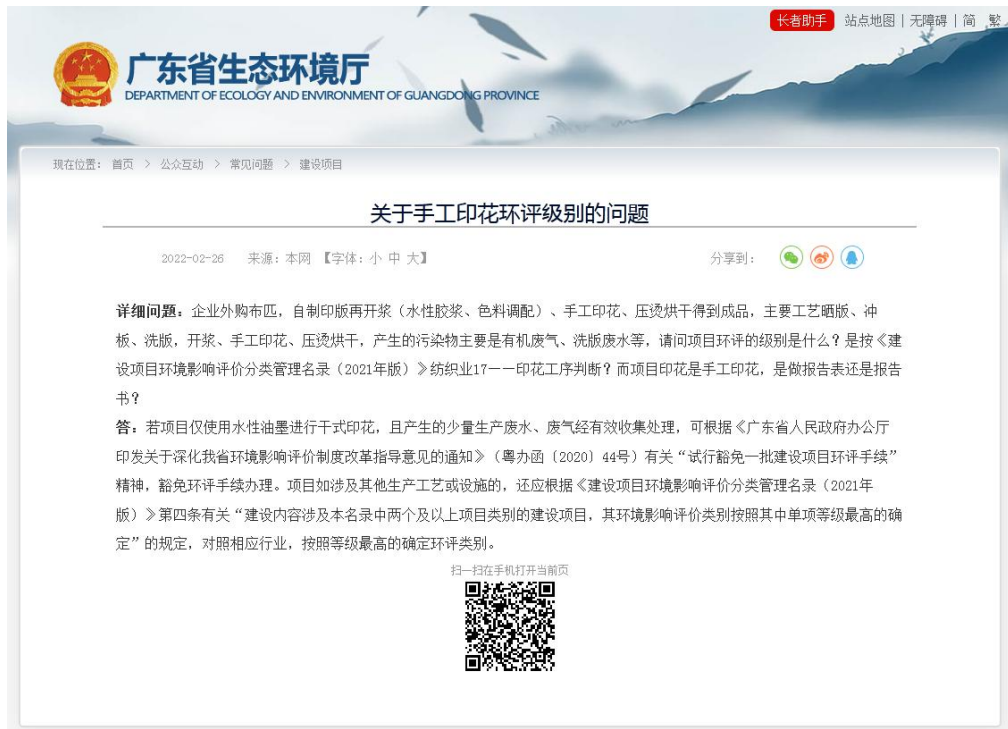 长者助手 站点地图 | 无障碍 | 简 繁
广东省生态环境厅
DEPARTMENT OF ECOLOGY AND ENVIRONMENT OF GUANGDONG PROVINCE
现在位置： 首页 > 公众互动 > 常见问题 > 建设项目
关于手工印花环评级别的问题
2022-02-26 来源：本网 【字体：小 中 大】 分享到：
详细问题：企业外购布匹，自制印版再开浆（水性胶浆、色料调配）、手工印花、压烫烘干得到成品，主要工艺晒版、冲
板、洗版，开浆、手工印花、压烫烘干，产生的污染物主要是有机废气、洗版废水等，请问项目环评的级别是什么？是按《建
设项目环境影响评价分类管理名录（2021年版）》纺织业17——印花工序判断？而项目印花是手工印花，是做报告表还是报告
书？
答：若项目仅使用水性油墨进行干式印花，且产生的少量生产废水、废气经有效收集处理，可根据《广东省人民政府办公厅
印发关于深化我省环境影响评价制度改革指导意见的通知》（粤办函〔2020〕44号）有关“试行豁免一批建设项目环评手续”
精神，豁免环评手续办理。项目如涉及其他生产工艺或设施的，还应根据《建设项目环境影响评价分类管理名录（2021年
版）》第四条有关“建设内容涉及本名录中两个及以上项目类别的建设项目，其环境影响评价类别按照其中单项等级最高的确
定”的规定，对照相应行业，按照等级最高的确定环评类别。
扫一扫在手机打开当前页